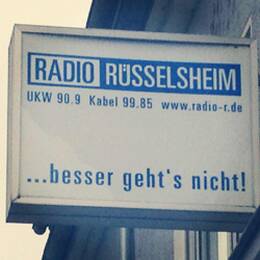 RADIO RÜSSELSHEIM
UKW 90.9 Kabel 99.85 www.radio-r.de
...besser geht's nicht!